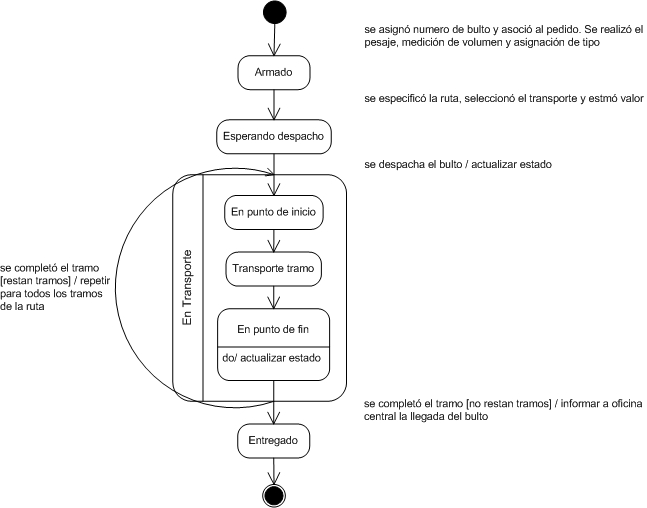 se asignó numero de bulto y asoció al pedido. Se realizó el
pesaje, medición de volumen y asignación de tipo
Armado
se especificó la ruta, seleccionó el transporte y estmó valor
Esperando despacho
se despacha el bulto / actualizar estado
En punto de inicio
Transporte tramo
En Transporte
se completó el tramo
[restan tramos] / repetir
para todos los tramos
de la ruta
En punto de fin
do/ actualizar estado
se completó el tramo [no restan tramos] / informar a oficina
central la llegada del bulto
Entregado